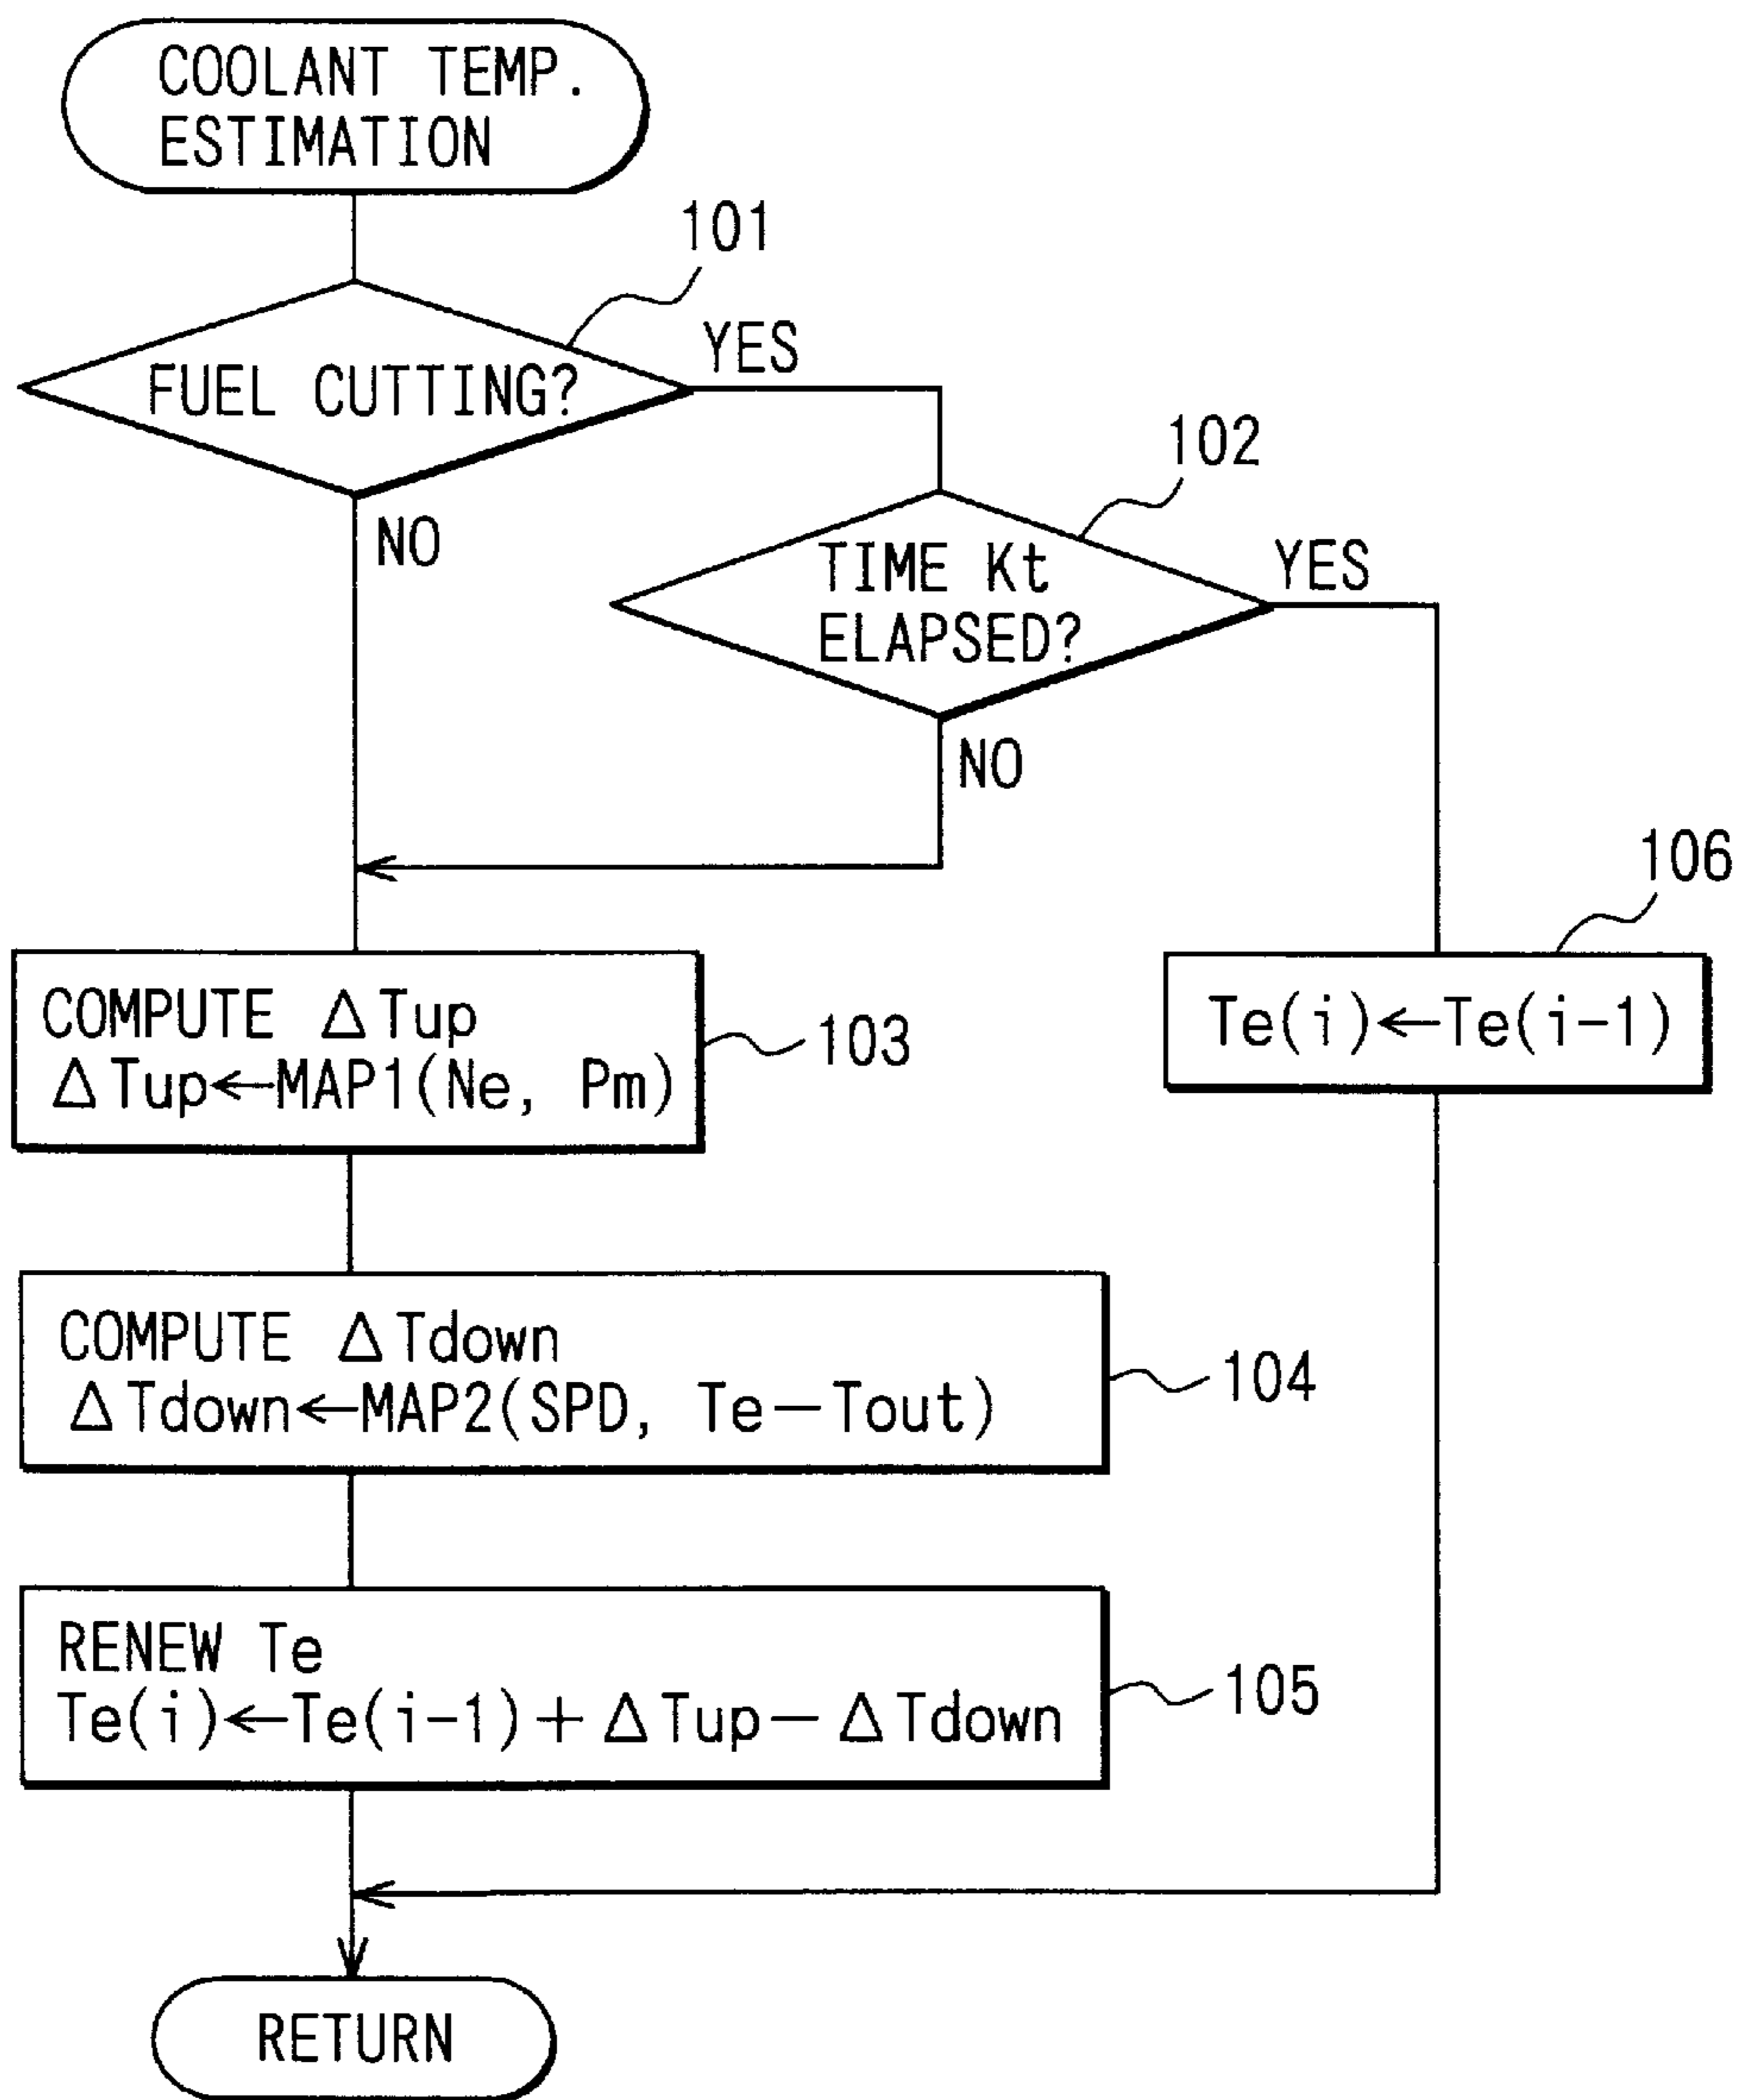 COOLANT TEMP.
ESTIMATION
101
FUEL CUTTING?
YES
NO
102
TIME Kt
ELAPSED?
YES
NO
106
Te(i)←Te(i-1)
COMPUTE ΔTup
ΔTup←MAP1(Ne, Pm)
103
COMPUTE ΔTdown
ΔTdown←MAP2(SPD, Te-Tout)
104
RENEW Te
Te(i)←Te(i-1)+ΔTup-ΔTdown
105
RETURN